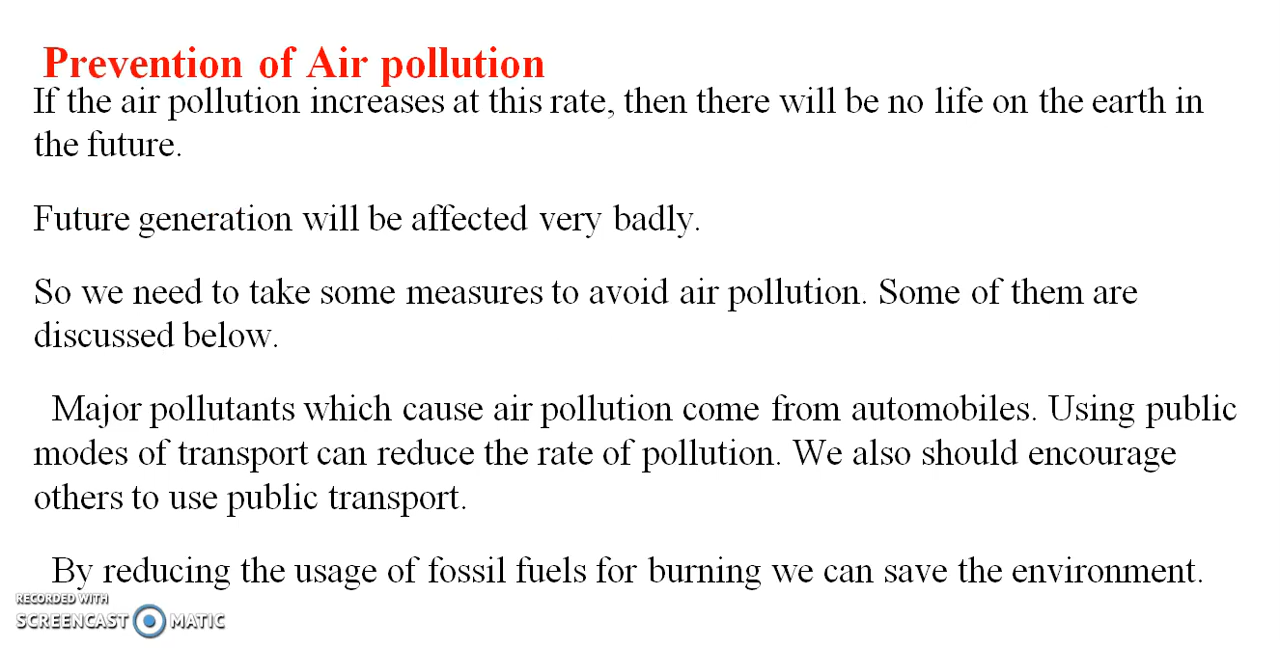 Prevention of Air pollution
If the air pollution increases at this rate, then there will be no life on the earth in
the future.
Future generation will be affected very badly.
So we need to take some measures to avoid air pollution. Some of them are
discussed below.
Major pollutants which cause air pollution come from automobiles. Using public
modes of transport can reduce the rate of pollution. We also should encourage
others to use public transport.
By reducing the usage of fossil fuels for burning we can save the environment.
RECORDED WITH
SCREENCAST MATIC